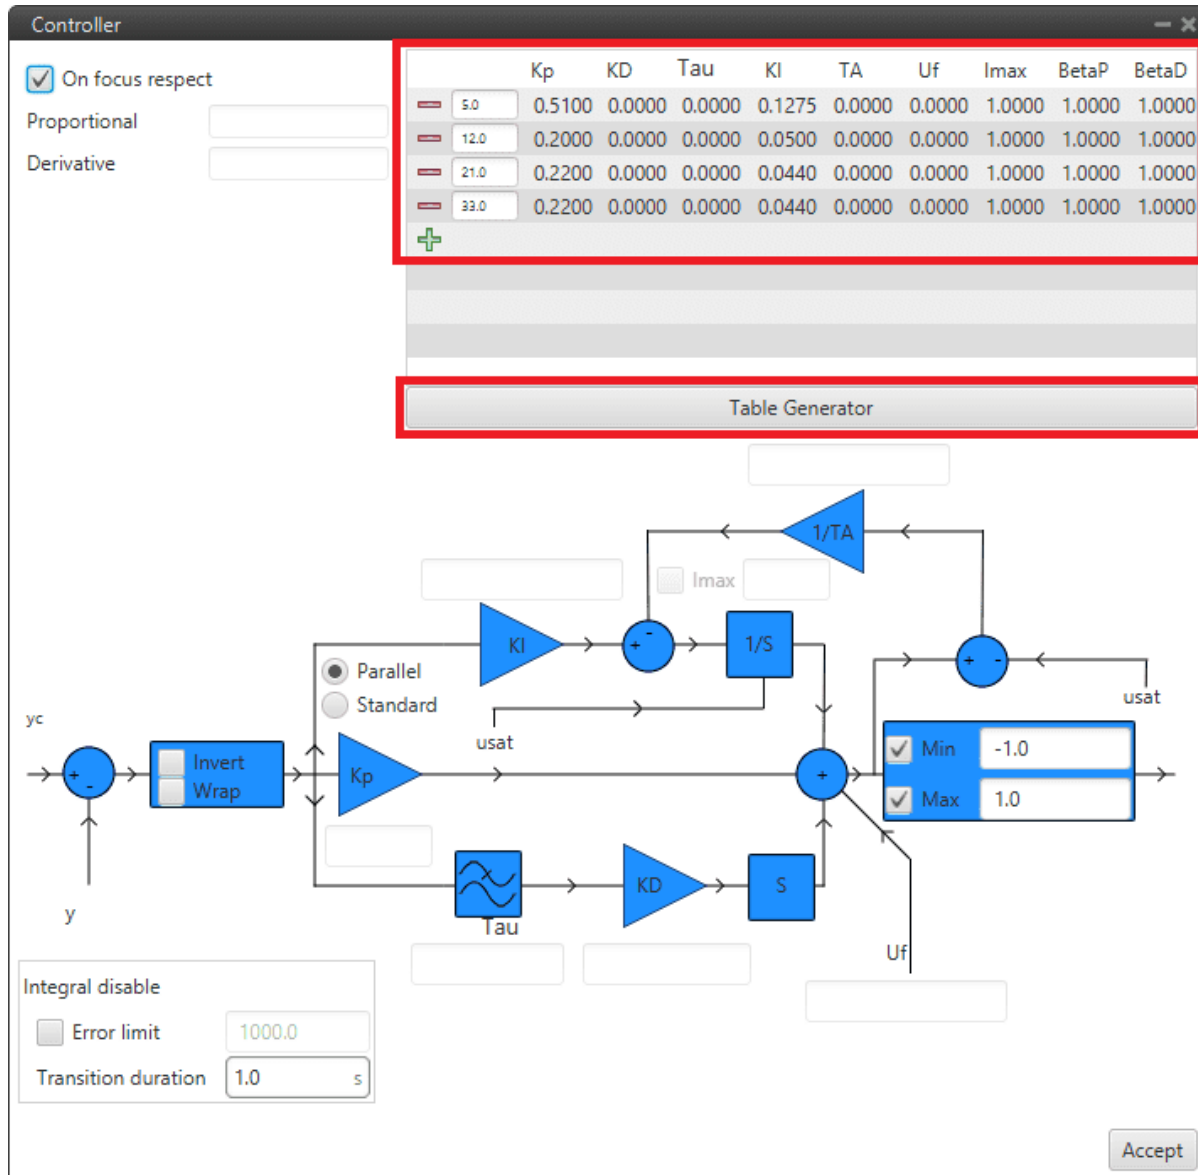 Controller
On focus respect
Proportional
Derivative
Kp KD Tau KI TA Uf Imax BetaP BetaD
5.0 0.5100 0.0000 0.0000 0.1275 0.0000 0.0000 1.0000 1.0000 1.0000
12.0 0.2000 0.0000 0.0000 0.0500 0.0000 0.0000 1.0000 1.0000 1.0000
21.0 0.2200 0.0000 0.0000 0.0440 0.0000 0.0000 1.0000 1.0000 1.0000
33.0 0.2200 0.0000 0.0000 0.0440 0.0000 0.0000 1.0000 1.0000 1.0000
Table Generator
1/TA
Imax
KI + - 1/S
Parallel
Standard
+ -
usat
usat
yc
+ -
Invert
Wrap
Kp
+
Min -1.0
Max 1.0
y
Tau
KD
S
Uf
Integral disable
Error limit 1000.0
Transition duration 1.0 s
Accept